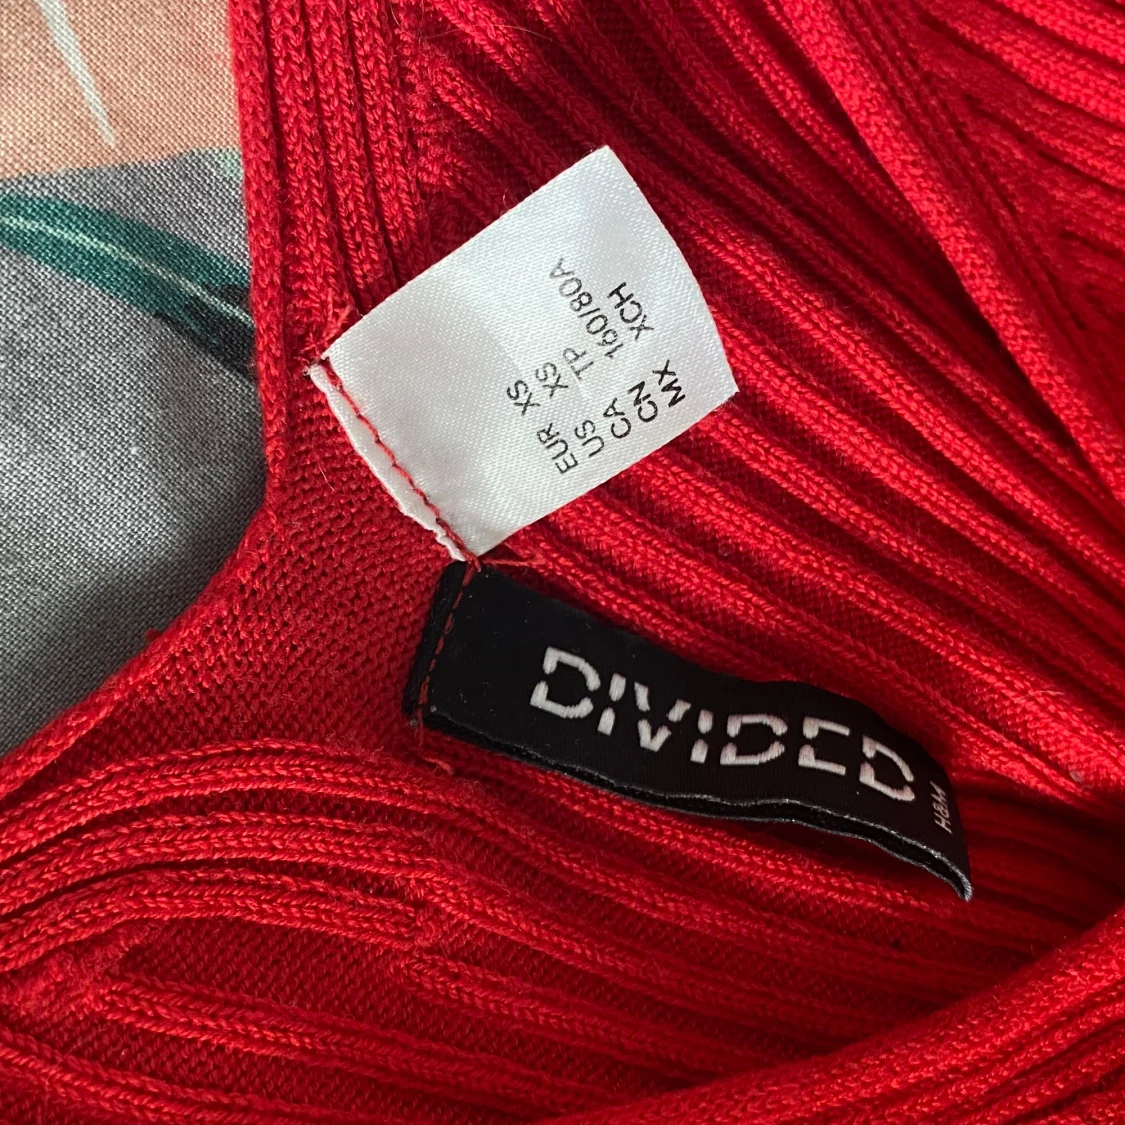 EUR XS
US XS
CA TP
CN 160/80A
MX XCH
DIVIDED
H&M